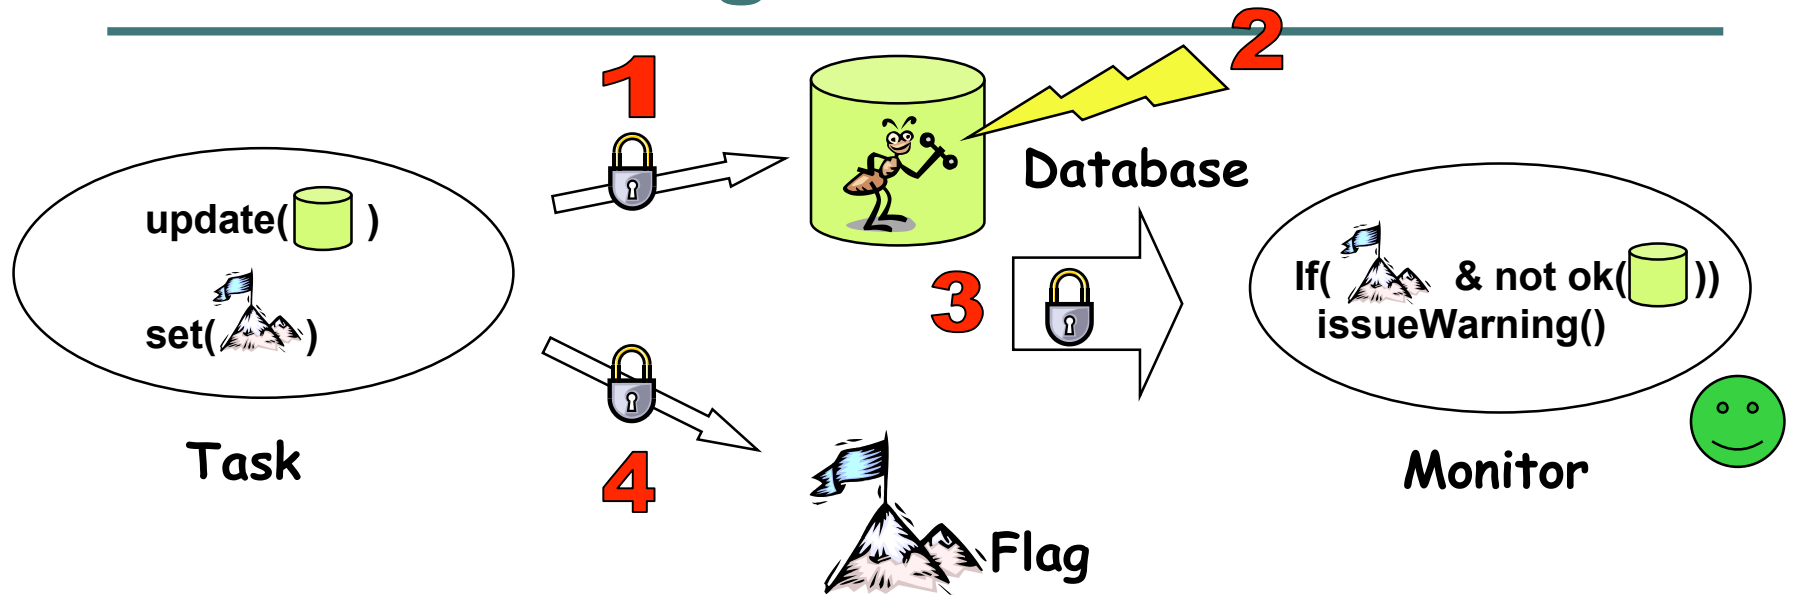 1
2
Database
update( )
set( )
Task
3
If( & not ok( ))
issueWarning()
Monitor
4
Flag